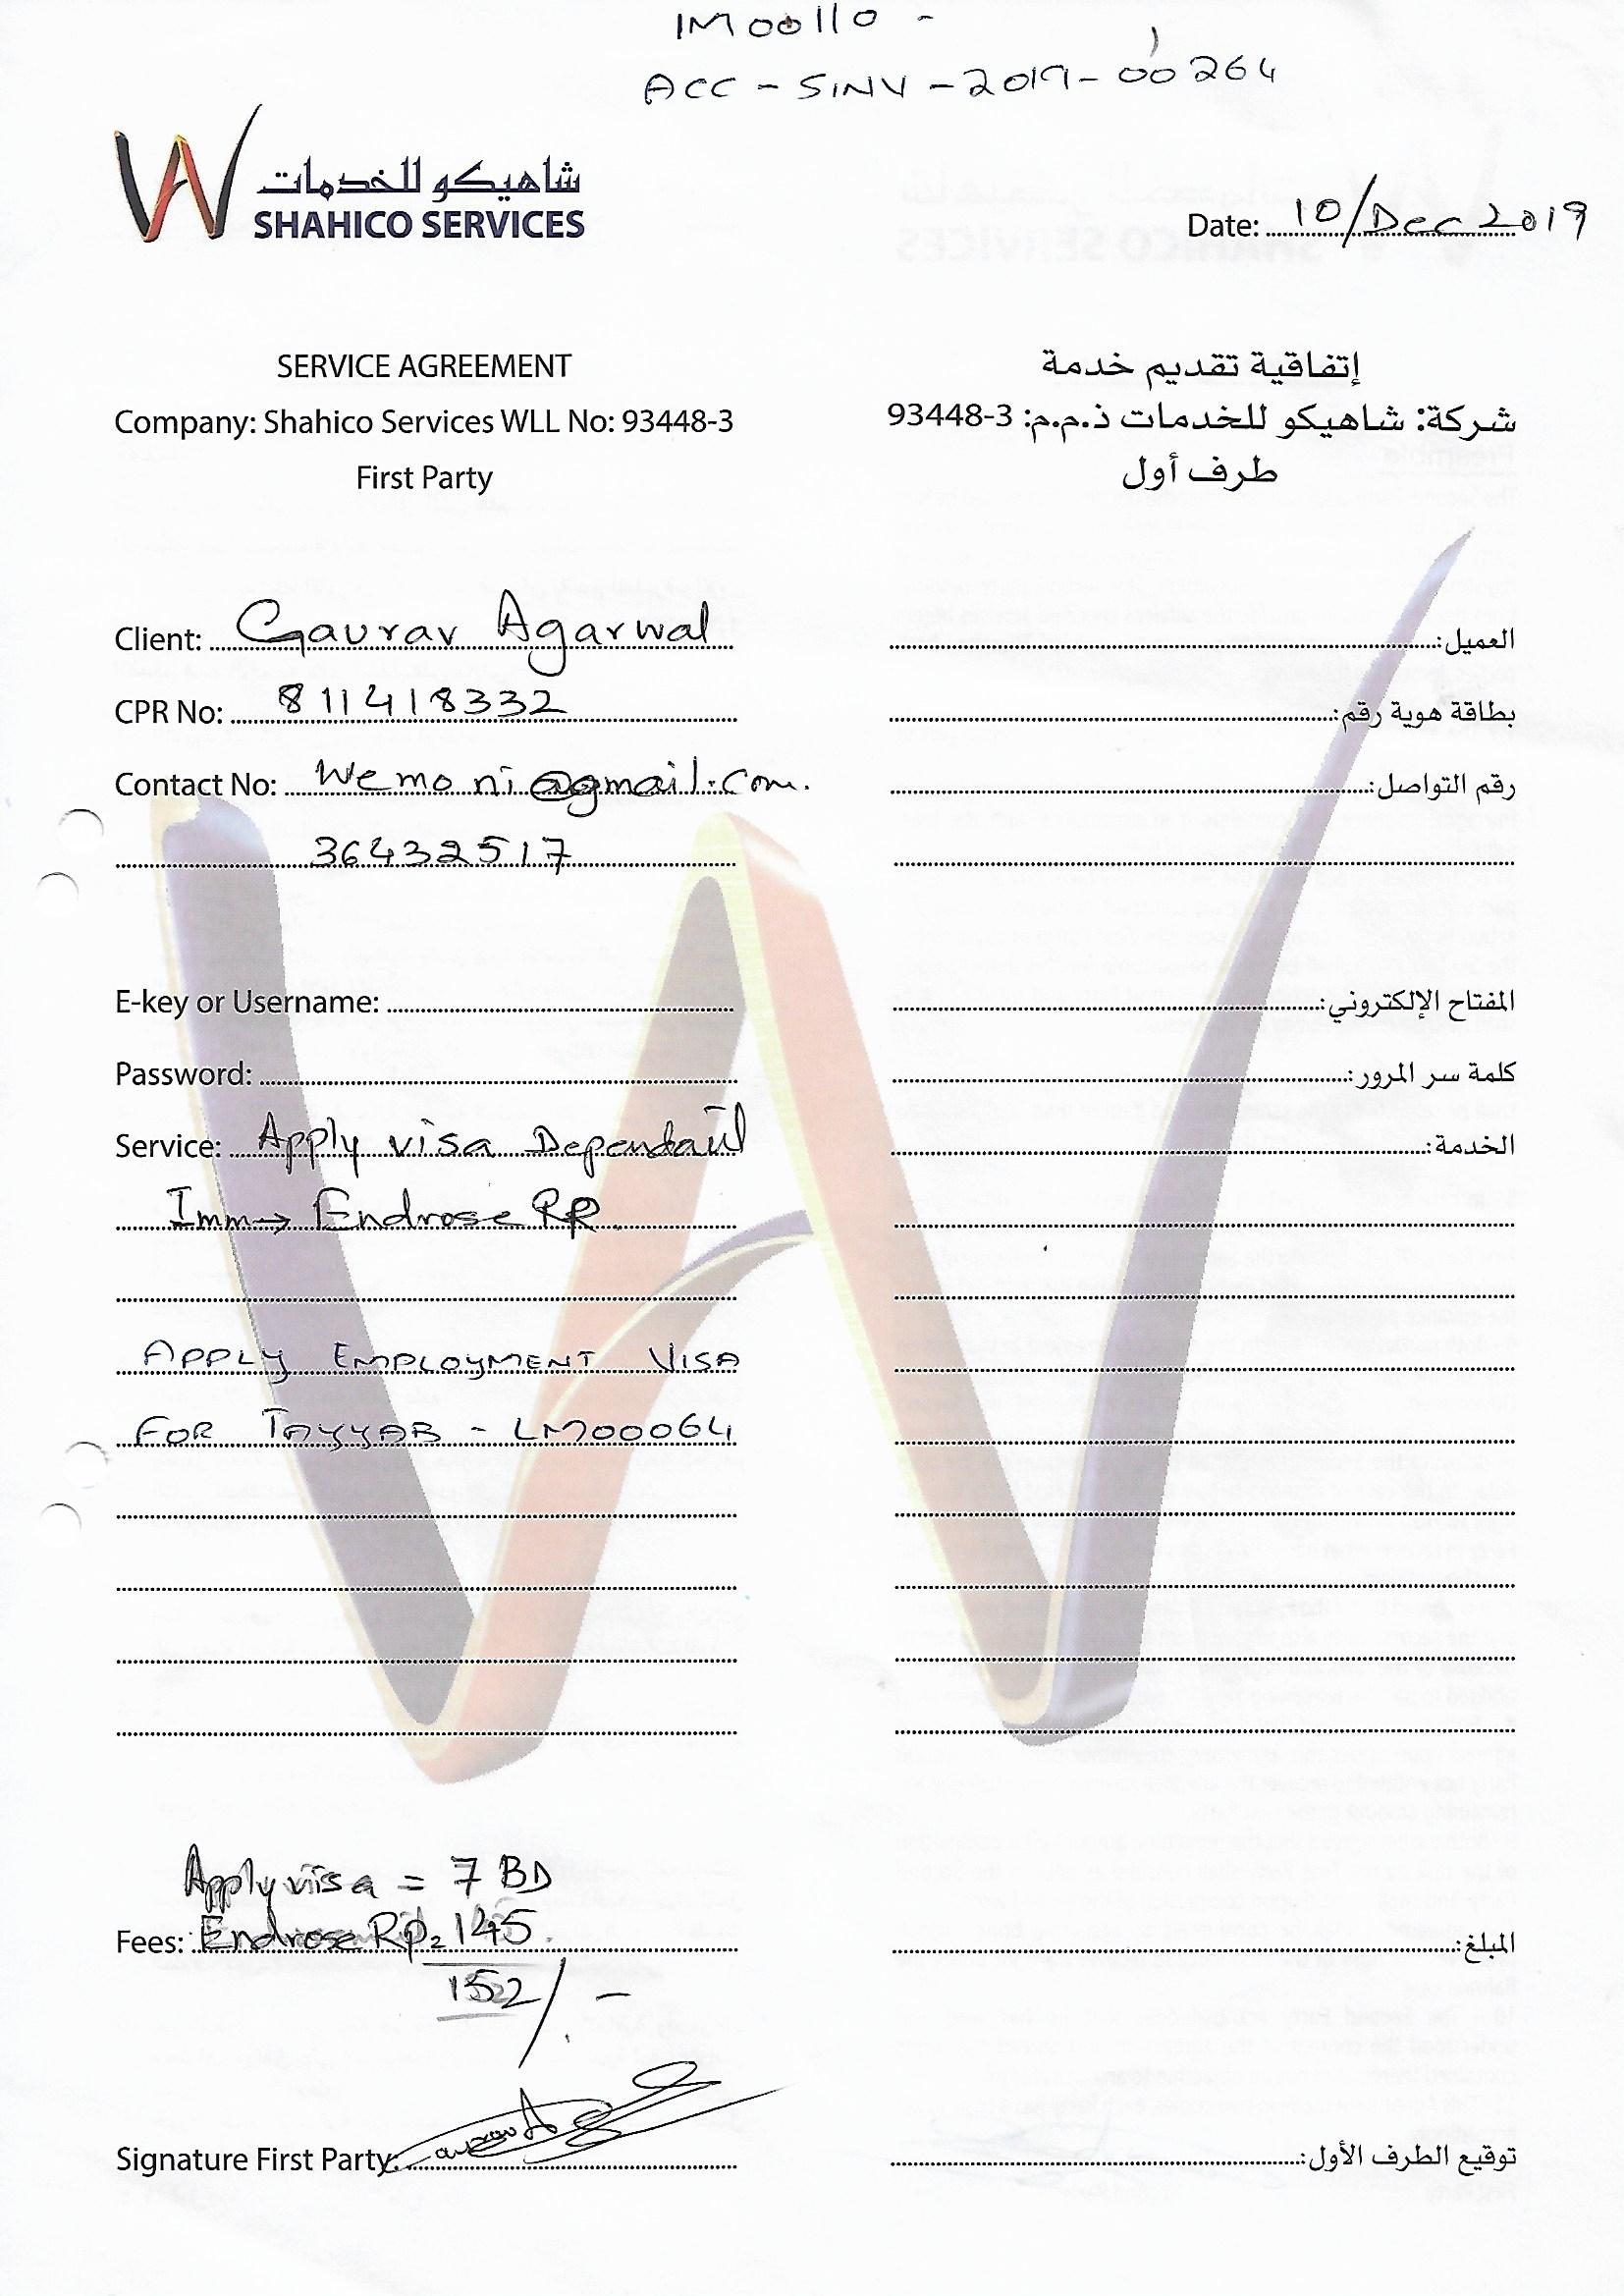 IM00110 -
ACC - SINV - 2019 - 00264
شاهيكو للخدمات
SHAHICO SERVICES
Date: 10/Dec 2019
SERVICE AGREEMENT
إتفاقية تقديم خدمة
Company: Shahico Services WLL No: 93448-3
شركة: شاهيكو للخدمات ذ.م.م: 3-93448
First Party
طرف أول
Client: Gaurav Agarwal
العميل:
CPR No: 811418332
بطاقة هوية رقم:
Contact No: Wemoni@gmail.com.
رقم التواصل:
36432517
E-key or Username:
المفتاح الإلكتروني:
Password:
كلمة سر المرور:
Service: Apply visa Dependant
الخدمة:
Imm→ Endrose RP.
APPLY EMPLOYMENT VISA
FOR TAYYAB - LM00064
Apply visa = 7 BD
Fees: Endrose Rp = 145
المبلغ:
152/-
Signature First Party:
توقيع الطرف الأول: